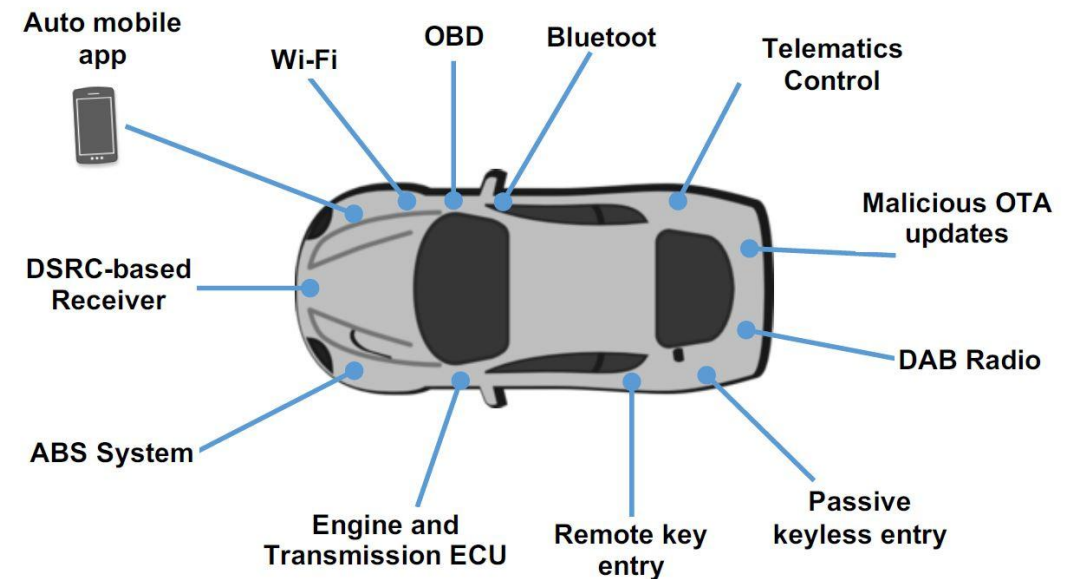 Auto mobile
app
Wi-Fi
OBD
Bluetoot
Telematics
Control
Malicious OTA
updates
DSRC-based
Receiver
DAB Radio
ABS System
Engine and
Transmission ECU
Remote key
entry
Passive
keyless entry